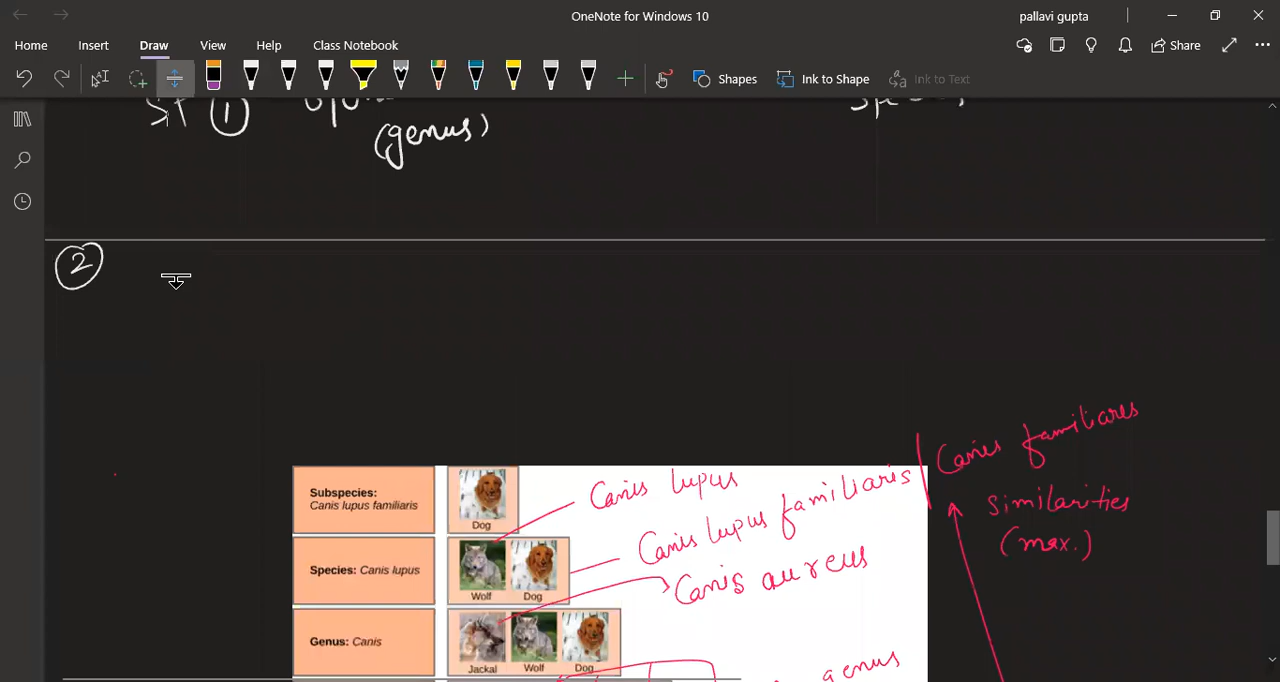 OneNote for Windows 10
pallavi gupta
Home Insert Draw View Help Class Notebook
Share
Shapes Ink to Shape Ink to Text
①
(genus)
②
Canis familiares
similarities
(max.)
Canis lupus
Canis lupus familiaris
Canis aureus
genus
Subspecies:
Canis lupus familiaris
Dog
Species: Canis lupus
Wolf Dog
Genus: Canis
Jackal Wolf Dog